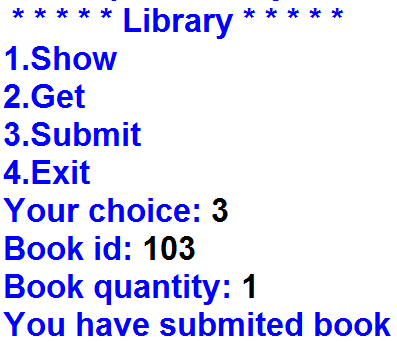 * * * * * Library * * * * *
1.Show
2.Get
3.Submit
4.Exit
Your choice: 3
Book id: 103
Book quantity: 1
You have submited book